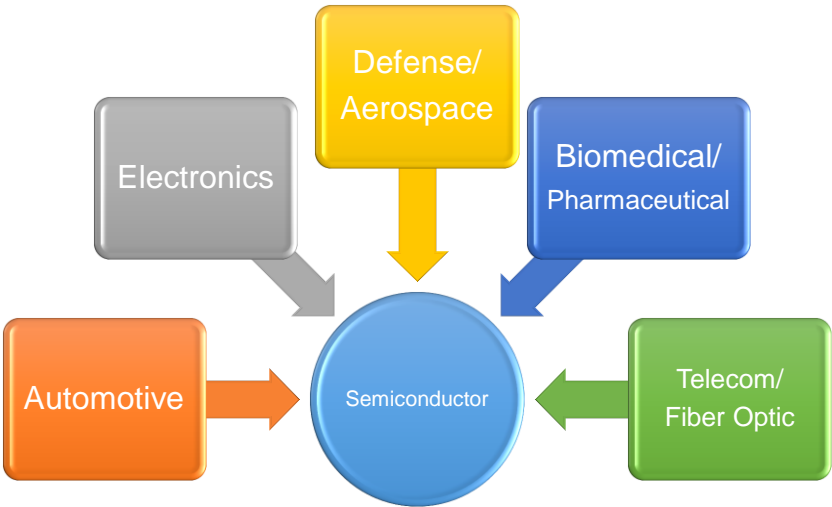 Defense/
Aerospace
Electronics
Biomedical/
Pharmaceutical
Automotive
Semiconductor
Telecom/
Fiber Optic